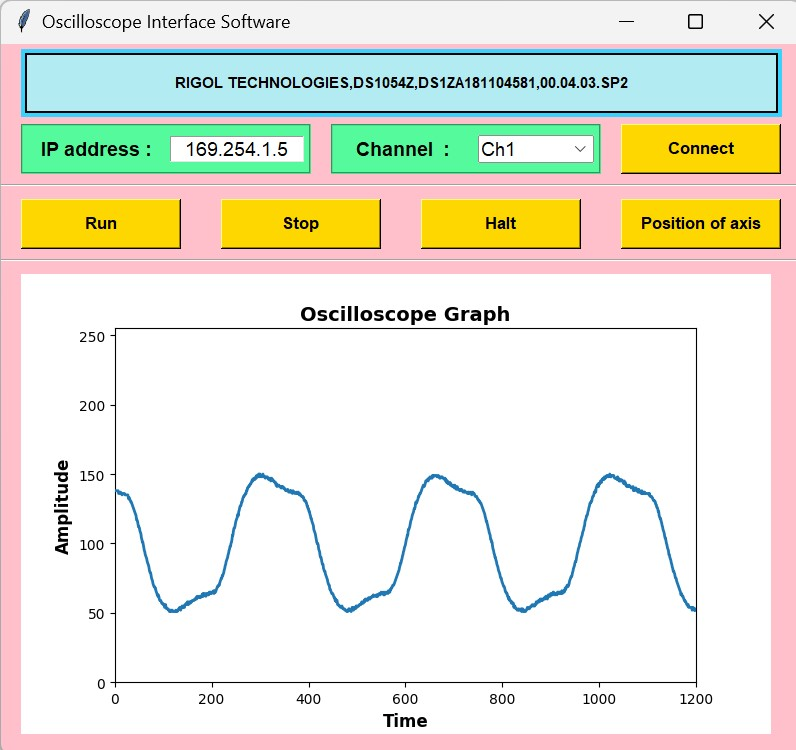 Oscilloscope Interface Software
RIGOL TECHNOLOGIES,DS1054Z,DS1ZA181104581,00.04.03.SP2
IP address : 169.254.1.5 Channel : Ch1 Connect
Run Stop Halt Position of axis
Oscilloscope Graph
250
200
150
100
50
0
Amplitude
0 200 400 600 800 1000 1200
Time